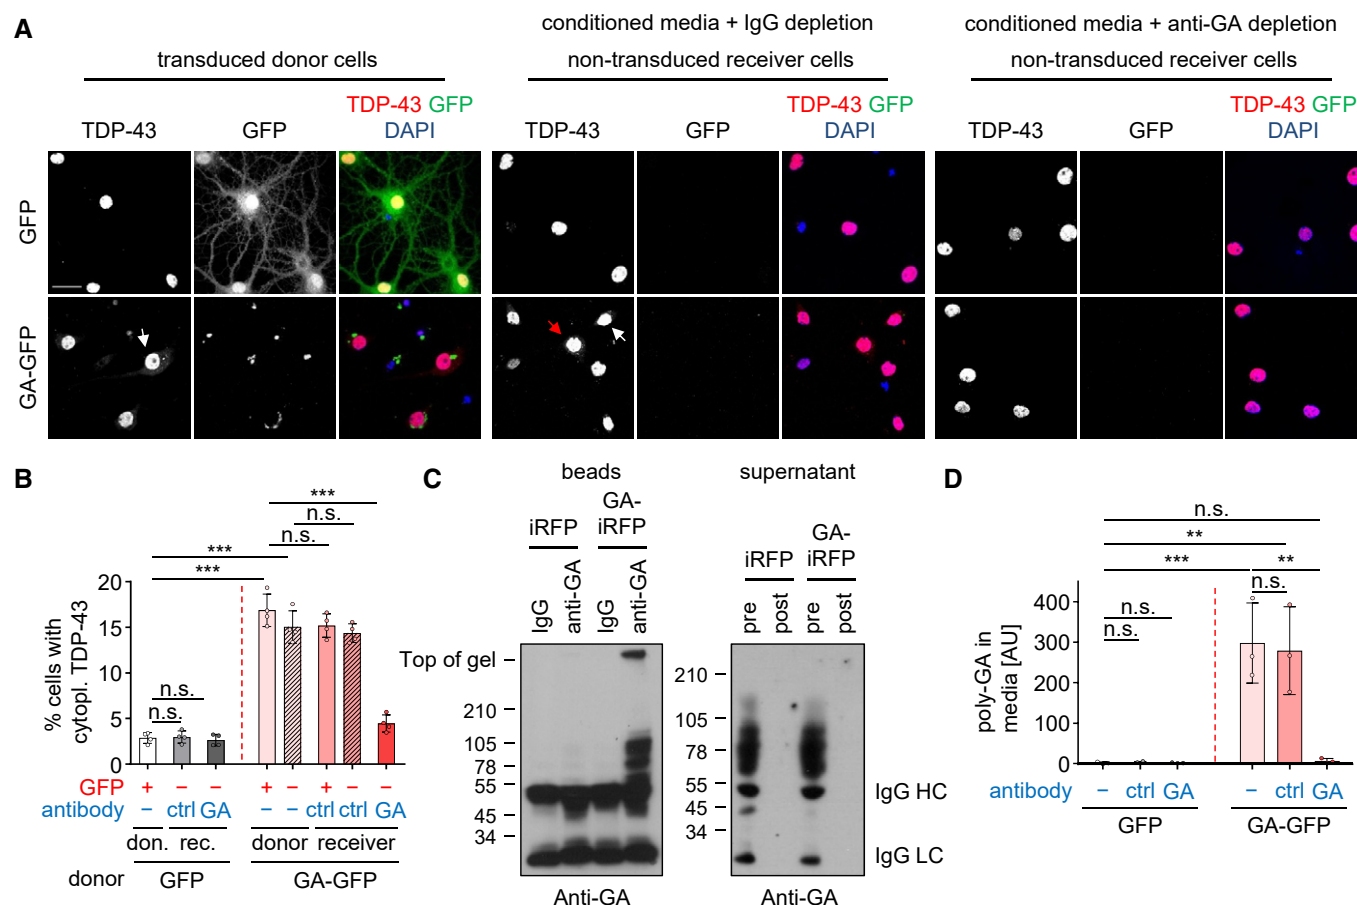 A
conditioned media + IgG depletion
conditioned media + anti-GA depletion
transduced donor cells
non-transduced receiver cells
non-transduced receiver cells
TDP-43 GFP
TDP-43 GFP
TDP-43 GFP
TDP-43
GFP
DAPI
TDP-43
GFP
DAPI
TDP-43
GFP
DAPI
GFP
GA-GFP
B
% cells with
cytopl. TDP-43
20
15
10
5
0
***
n.s.
n.s.
***
***
n.s.
n.s.
GFP + − − + − + − −
antibody − ctrl GA − ctrl ctrl GA
don. rec. donor receiver
donor GFP GA-GFP
C
beads
supernatant
iRFP
GA-
iRFP
iRFP
GA-
iRFP
IgG
anti-GA
IgG
anti-GA
pre
post
pre
post
Top of gel
210
105
78
55
45
34
210
105
78
55
45
34
IgG HC
IgG LC
Anti-GA
Anti-GA
D
poly-GA in
media [AU]
400
300
200
100
0
n.s.
**
***
**
n.s.
n.s.
n.s.
antibody − ctrl GA − ctrl GA
GFP GA-GFP